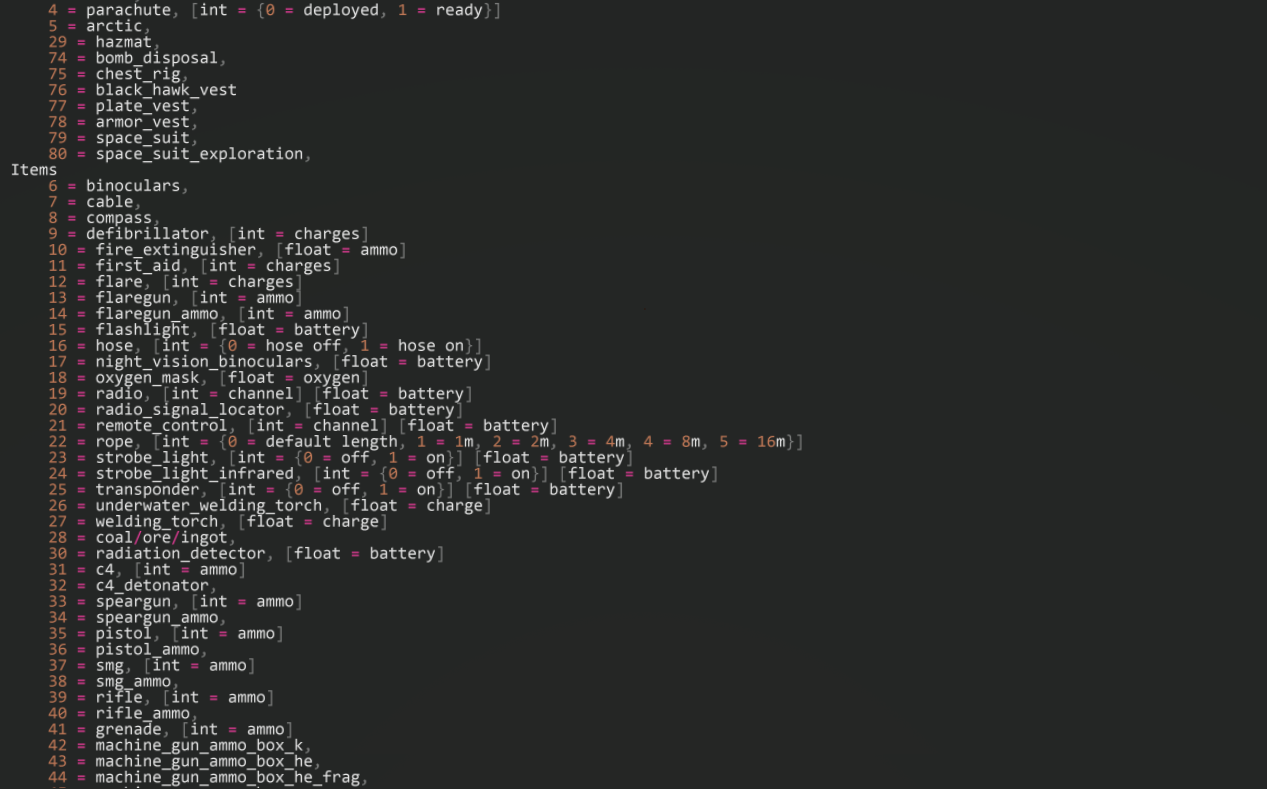 4 = parachute, [int = {0 = deployed, 1 = ready}]
5 = arctic,
29 = hazmat,
74 = bomb_disposal,
75 = chest_rig,
76 = black_hawk_vest
77 = plate_vest,
78 = armor_vest,
79 = space_suit,
80 = space_suit_exploration,
Items
6 = binoculars,
7 = cable,
8 = compass,
9 = defibrillator, [int = charges]
10 = fire_extinguisher, [float = ammo]
11 = first_aid, [int = charges]
12 = flare, [int = charges]
13 = flaregun, [int = ammo]
14 = flaregun_ammo, [int = ammo]
15 = flashlight, [float = battery]
16 = hose, [int = {0 = hose off, 1 = hose on}]
17 = night_vision_binoculars, [float = battery]
18 = oxygen_mask, [float = oxygen]
19 = radio, [int = channel] [float = battery]
20 = radio_signal_locator, [float = battery]
21 = remote_control, [int = channel] [float = battery]
22 = rope, [int = {0 = default length, 1 = 1m, 2 = 2m, 3 = 4m, 4 = 8m, 5 = 16m}]
23 = strobe_light, [int = {0 = off, 1 = on}] [float = battery]
24 = strobe_light_infrared, [int = {0 = off, 1 = on}] [float = battery]
25 = transponder, [int = {0 = off, 1 = on}] [float = battery]
26 = underwater_welding_torch, [float = charge]
27 = welding_torch, [float = charge]
28 = coal/ore/ingot,
30 = radiation_detector, [float = battery]
31 = c4, [int = ammo]
32 = c4_detonator,
33 = speargun, [int = ammo]
34 = speargun_ammo,
35 = pistol, [int = ammo]
36 = pistol_ammo,
37 = smg, [int = ammo]
38 = smg_ammo,
39 = rifle, [int = ammo]
40 = rifle_ammo,
41 = grenade, [int = ammo]
42 = machine_gun_ammo_box_k,
43 = machine_gun_ammo_box_he,
44 = machine_gun_ammo_box_he_frag,